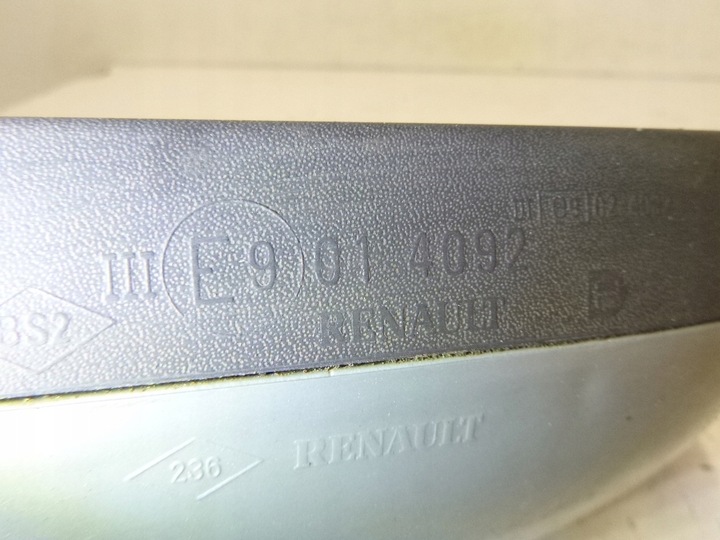 III E9 01 4092
RENAULT
BS2
236
RENAULT